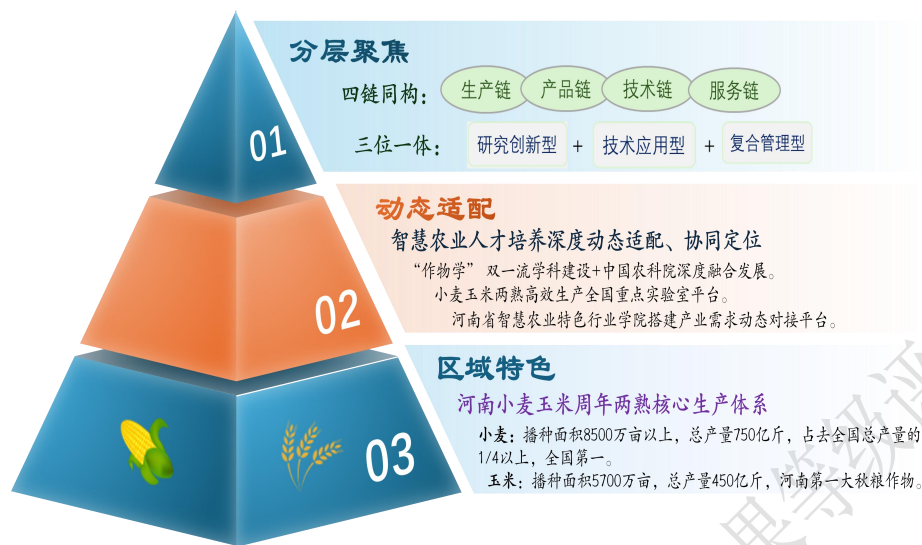 分层聚焦
四链同构： 生产链 产品链 技术链 服务链
三位一体： 研究创新型 + 技术应用型 + 复合管理型
01
动态适配
智慧农业人才培养深度动态适配、协同定位
“作物学” 双一流学科建设+中国农科院深度融合发展。
小麦玉米两熟高效生产全国重点实验室平台。
河南省智慧农业特色行业学院搭建产业需求动态对接平台。
02
区域特色
河南小麦玉米周年两熟核心生产体系
小麦：播种面积8500万亩以上，总产量750亿斤，占去全国总产量的
1/4以上，全国第一。
玉米：播种面积5700万亩，总产量450亿斤，河南第一大秋粮作物。
03
果等级评